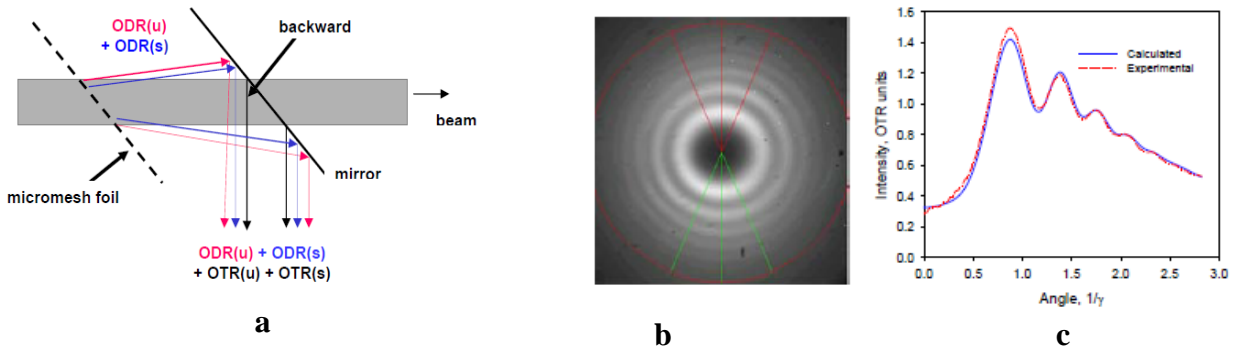 ODR(u)
+ ODR(s)
backward
beam
micromesh foil
mirror
ODR(u) + ODR(s)
+ OTR(u) + OTR(s)
a
b
Intensity, OTR units
1.6
1.4
1.2
1.0
0.8
0.6
0.4
0.2
0.0
Calculated
Experimental
0.0 0.5 1.0 1.5 2.0 2.5 3.0
Angle, 1/γ
c